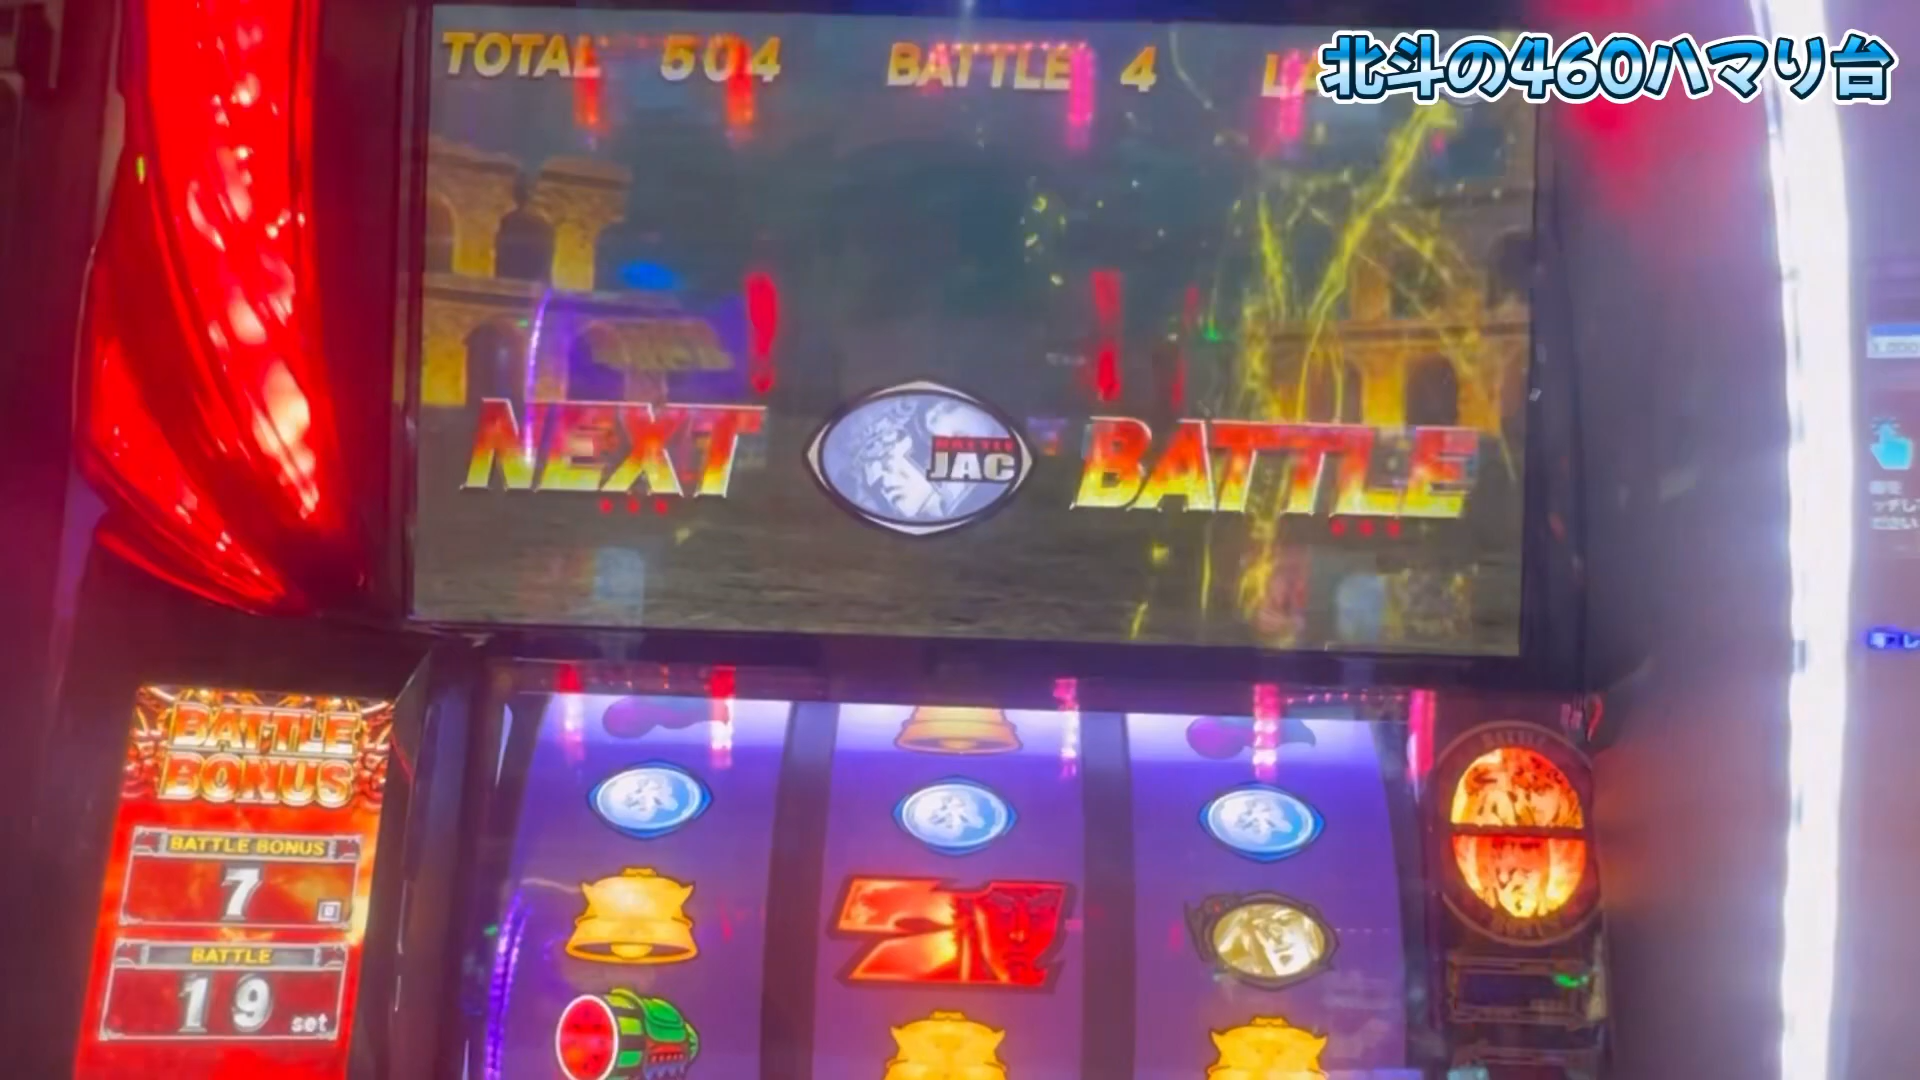 北斗の460ハマり台
TOTAL 504 BATTLE 4
NEXT BATTLE
JAC
BATTLE
BONUS
BATTLE BONUS
7 回
BATTLE
19 set